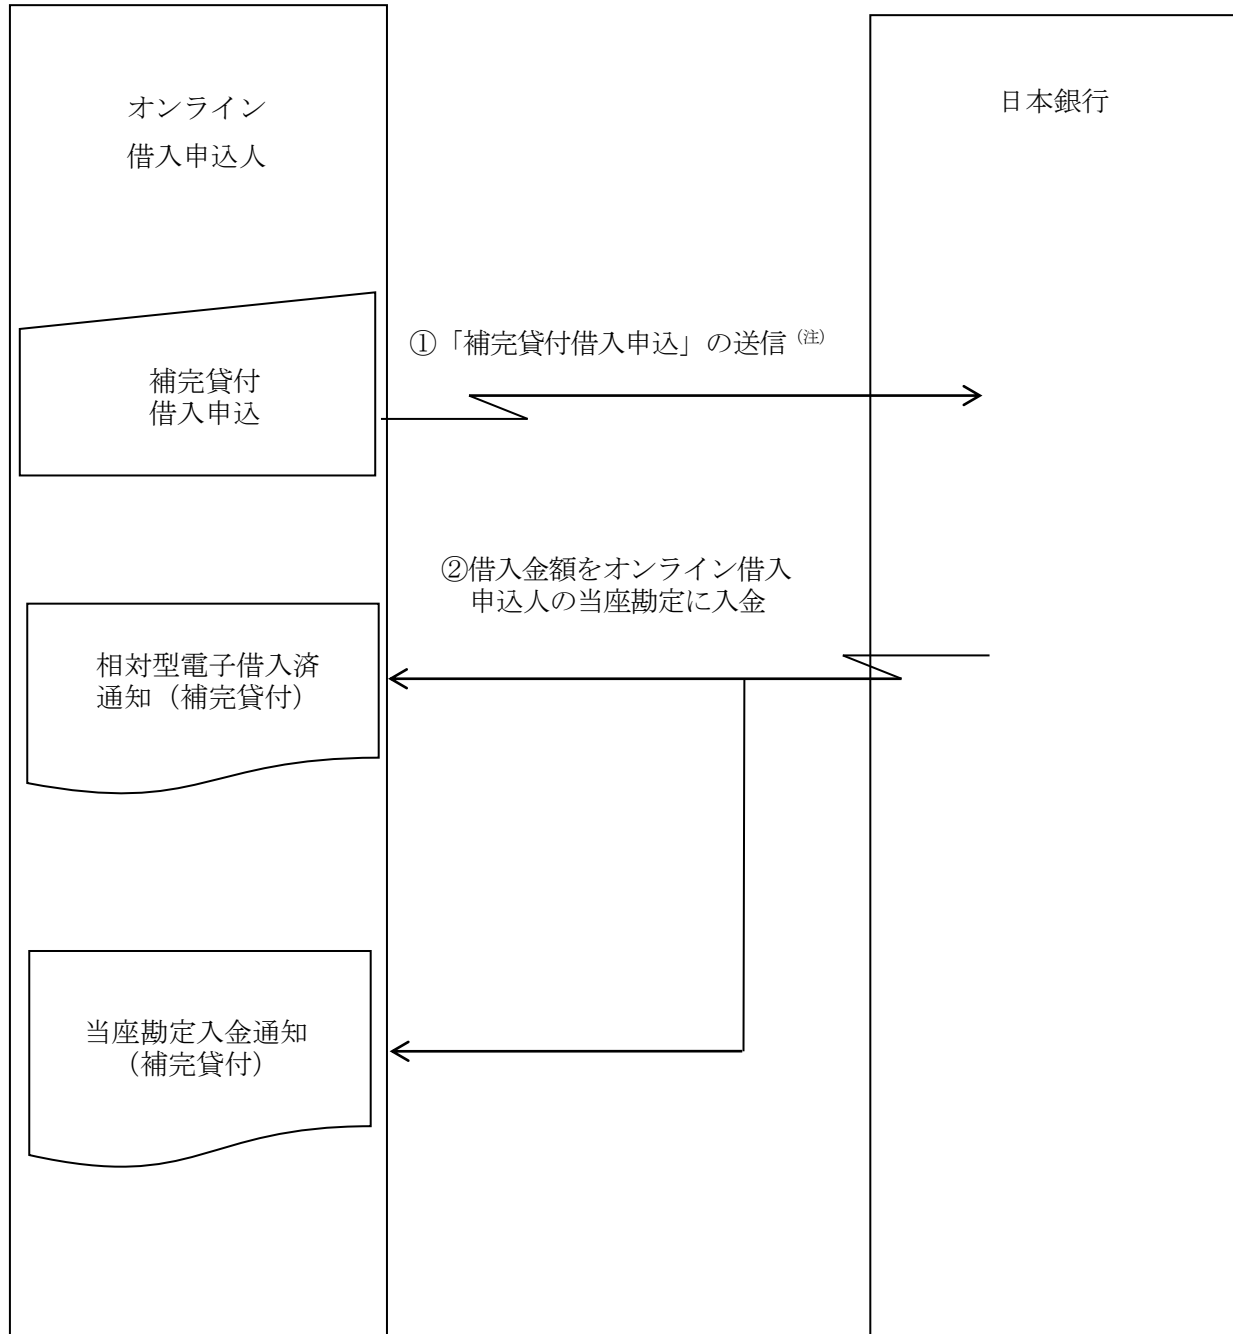 オンライン
借入申込人
日本銀行
①「補完貸付借入申込」の送信（注）
補完貸付
借入申込
②借入金額をオンライン借入
申込人の当座勘定に入金
相対型電子借入済
通知（補完貸付）
当座勘定入金通知
（補完貸付）